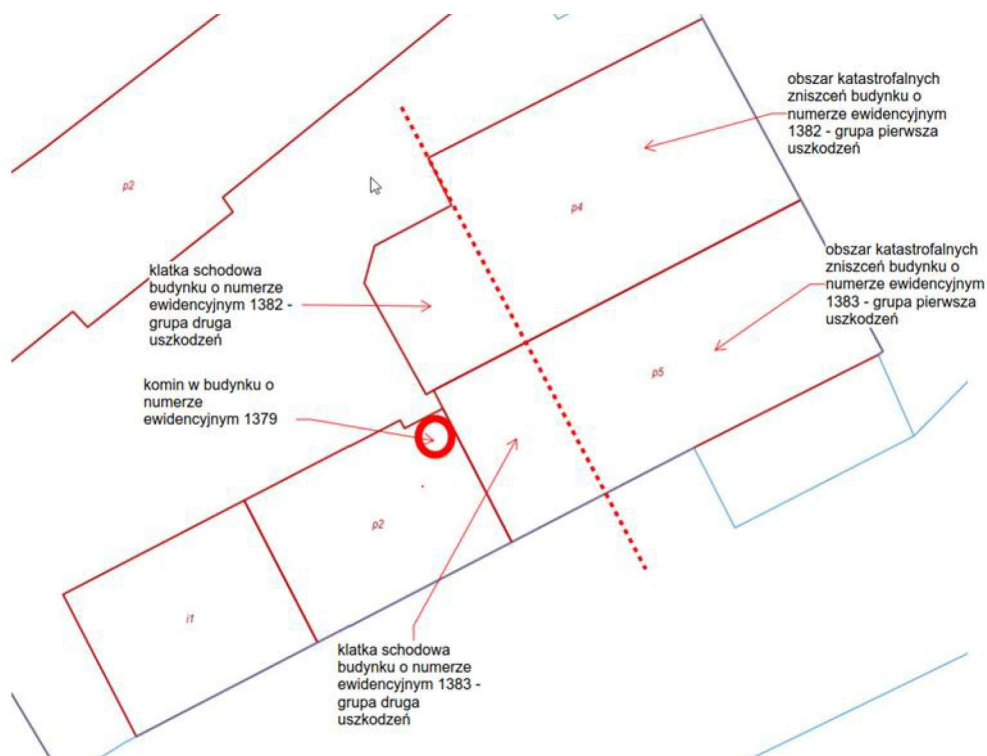 obszar katastrofalnych
zniszceń budynku o
numerze ewidencyjnym
1382 - grupa pierwsza
uszkodzeń
p2
p4
obszar katastrofalnych
zniszceń budynku o
numerze ewidencyjnym
1383 - grupa pierwsza
uszkodzeń
klatka schodowa
budynku o numerze
ewidencyjnym 1382 -
grupa druga
uszkodzeń
p5
komin w budynku o
numerze
ewidencyjnym 1379
p2
i1
klatka schodowa
budynku o numerze
ewidencyjnym 1383 -
grupa druga
uszkodzeń